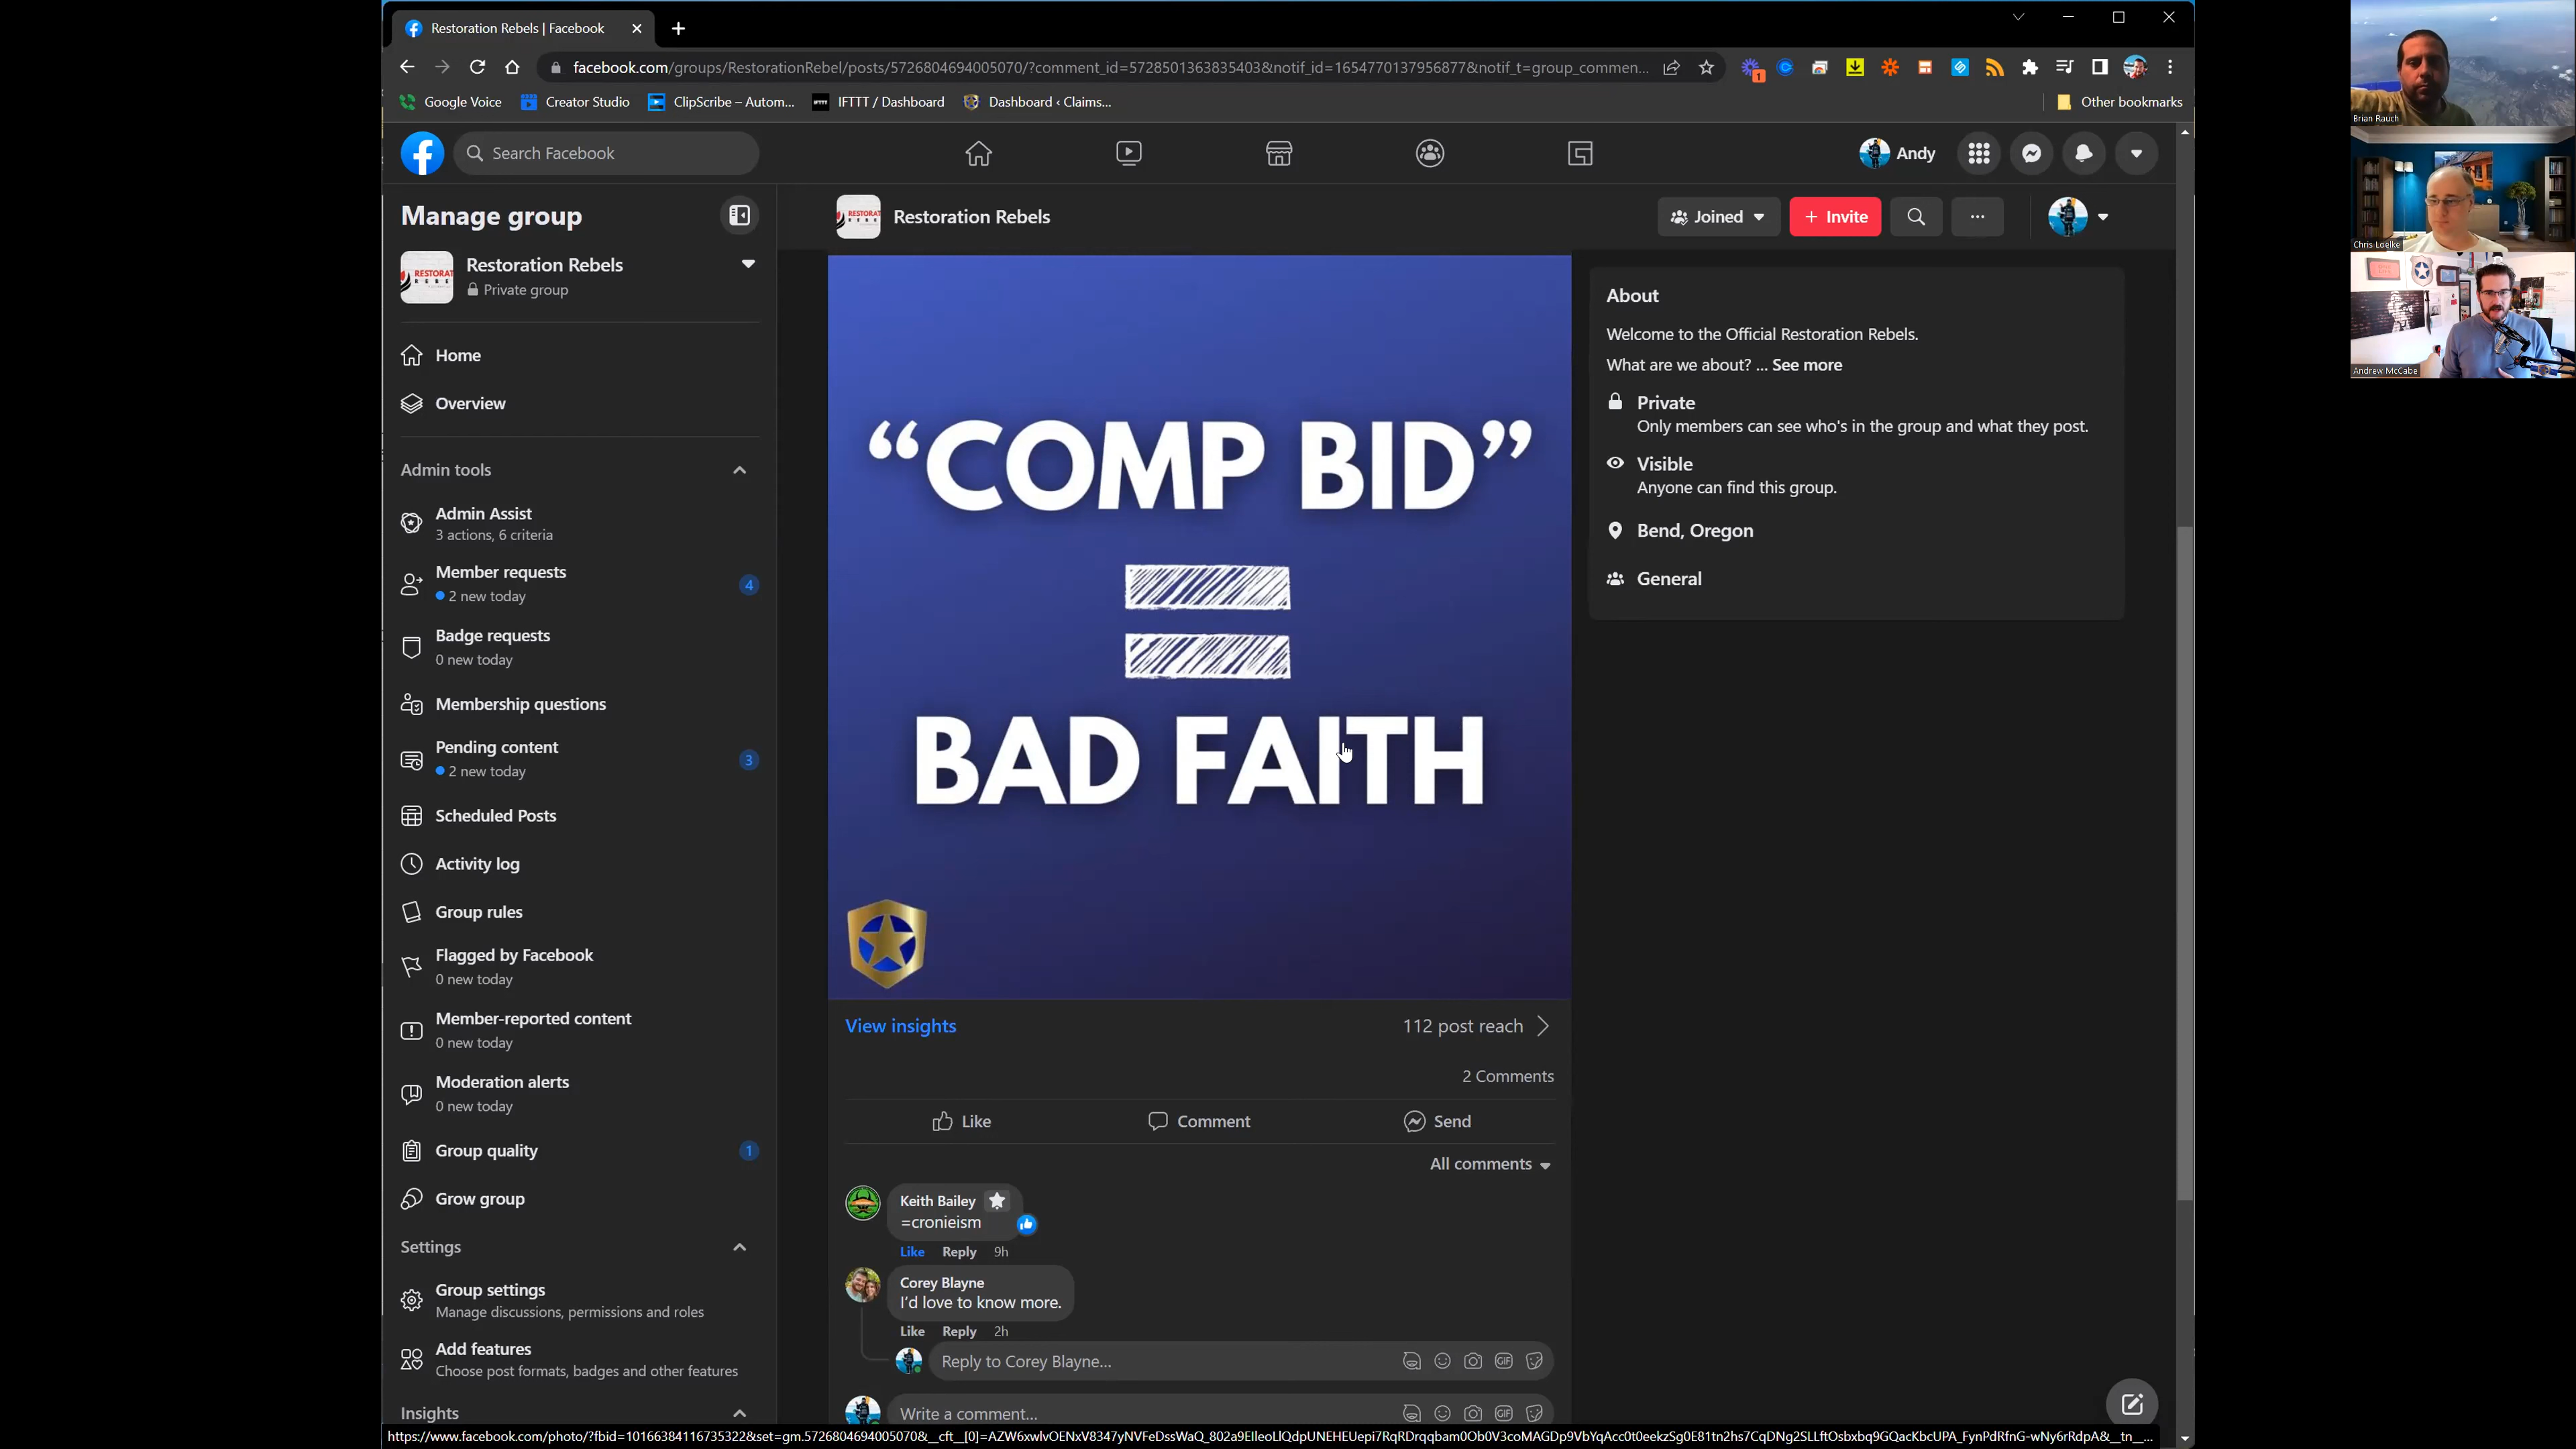 Restoration Rebels | Facebook
facebook.com/groups/RestorationRebel/posts/5726804694005070/?comment_id=5728501363835403&notif_id=1654770137956877&notif_t=group_commen...
1
Google Voice
Creator Studio
ClipScribe – Autom...
IFTTT / Dashboard
Dashboard ‹ Claims...
Other bookmarks
Search Facebook
Andy
Manage group
Restoration Rebels
Private group
Home
Overview
Admin tools
Admin Assist
3 actions, 6 criteria
Member requests
2 new today
4
Badge requests
0 new today
Membership questions
Pending content
2 new today
3
Scheduled Posts
Activity log
Group rules
Flagged by Facebook
0 new today
Member-reported content
0 new today
Moderation alerts
0 new today
Group quality
1
Grow group
Settings
Group settings
Manage discussions, permissions and roles
Add features
Choose post formats, badges and other features
Insights
Restoration Rebels
Joined
+ Invite
“COMP BID”
BAD FAITH
View insights
112 post reach
2 Comments
Like
Comment
Send
All comments
Keith Bailey
=cronieism
Like Reply 9h
Corey Blayne
I'd love to know more.
Like Reply 2h
Reply to Corey Blayne...
Write a comment...
About
Welcome to the Official Restoration Rebels.
What are we about? ... See more
Private
Only members can see who's in the group and what they post.
Visible
Anyone can find this group.
Bend, Oregon
General
Brian Rauch
Chris Loelke
Andrew McCabe